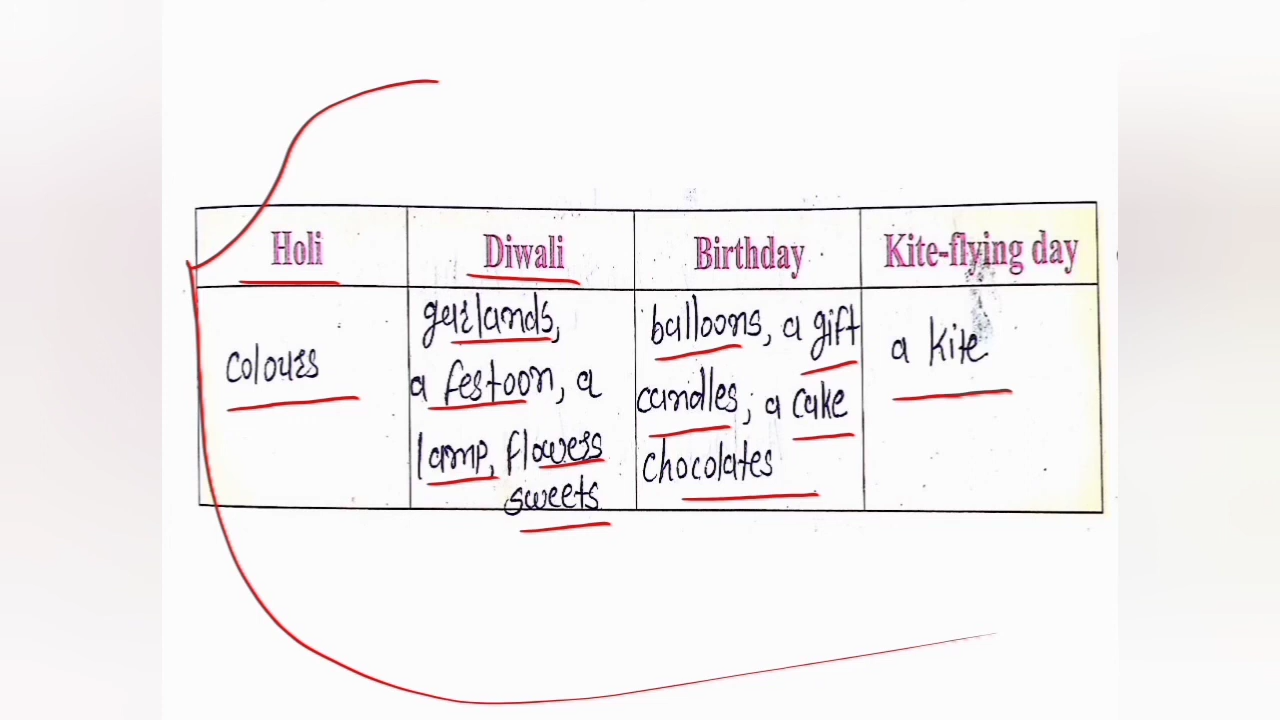 Holi
Diwali
Birthday
Kite-flying day
colours
garlands,
a festoon, a
lamp, flowers
sweets
balloons, a gift
candles, a cake
chocolates
a kite